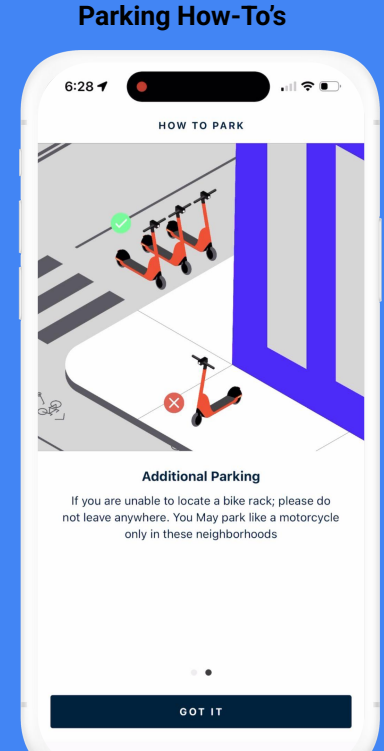 Parking How-To's
6:28
HOW TO PARK
Additional Parking
If you are unable to locate a bike rack; please do
not leave anywhere. You May park like a motorcycle
only in these neighborhoods
GOT IT